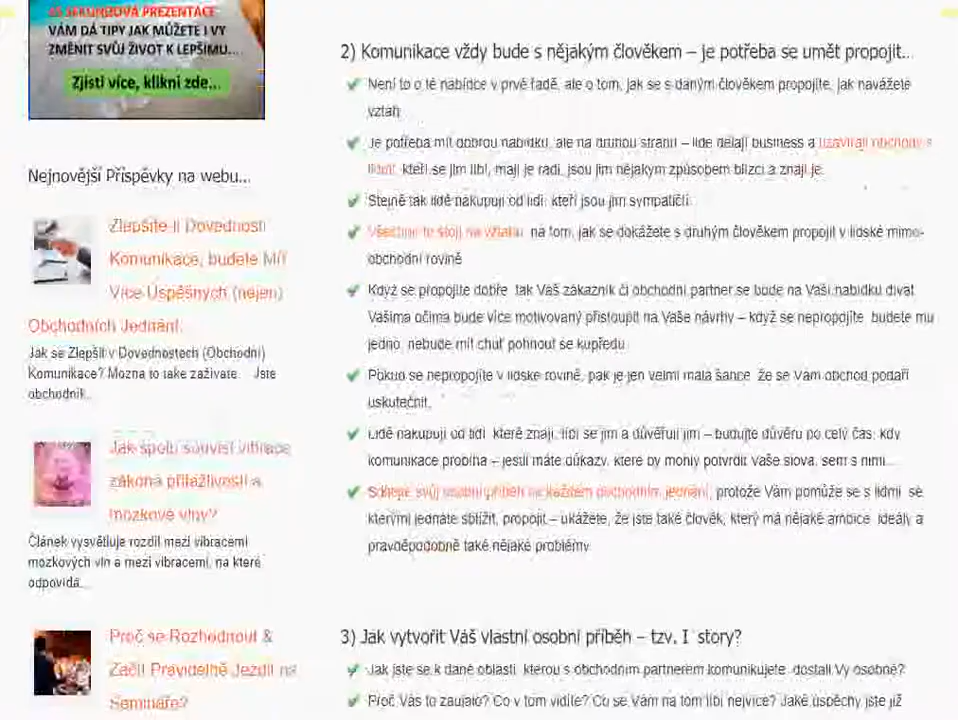 45 SEKUNDOVÁ PREZENTACE
VÁM DÁ TIPY JAK MŮŽETE I VY
ZMĚNIT SVŮJ ŽIVOT K LEPŠÍMU...
Zjisti více, klikni zde...
Nejnovější Příspěvky na webu...
Zlepšíte-li Dovednosti
Komunikace, budete Mít
Více Úspěšných (nejen)
Obchodních Jednání.
Jak se Zlepšit v Dovednostech (Obchodní)
Komunikace? Možná to také zažíváte... Jste
obchodník...
Jak spolu souvisí vibrace,
zákona přitažlivosti a
mozkové vlny?
Článek vysvětluje rozdíl mezi vibracemi
mozkových vln a mezi vibracemi, na které
odpovídá...
Proč se Rozhodnout &
Začít Pravidelně Jezdit na
Semináře?
2) Komunikace vždy bude s nějakým člověkem – je potřeba se umět propojit...
Není to o té nabídce v prvé řadě, ale o tom, jak se s daným člověkem propojíte, jak navážete
vztah.
Je potřeba mít dobrou nabídku, ale na druhou stranu – lidé dělají business a uzavírají obchody s
lidmi, kteří se jim líbí, mají je rádi, jsou jim nějakým způsobem blízcí a znají je.
Stejně tak lidé nakupují od lidí, kteří jsou jim sympatičtí.
Všechno to stojí na vztahu, na tom, jak se dokážete s druhým člověkem propojit v lidské mimo-
obchodní rovině.
Když se propojíte dobře, tak Váš zákazník či obchodní partner se bude na Vaši nabídku dívat
Vašima očima bude více motivovaný přistoupit na Vaše návrhy – když se nepropojíte, budete mu
jedno, nebude mít chuť pohnout se kupředu.
Pokud se nepropojíte v lidské rovině, pak je jen velmi malá šance, že se Vám obchod podaří
uskutečnit.
Lidé nakupují od lidí, které znají, líbí se jim a důvěřují jim – budujte důvěru po celý čas, kdy
komunikace probíhá – jestli máte důkazy, které by mohly potvrdit Vaše slova, sem s nimi...
Sdílejte svůj osobní příběh na každém obchodním jednání, protože Vám pomůže se s lidmi, se
kterými jednáte sblížit, propojit – ukážete, že jste také člověk, který má nějaké ambice, ideály a
pravděpodobně také nějaké problémy.
3) Jak vytvořit Váš vlastní osobní příběh – tzv. I story?
Jak jste se k dané oblasti, kterou s obchodním partnerem komunikujete, dostali Vy osobně?
Proč Vás to zaujalo? Co v tom vidíte? Co se Vám na tom líbí nejvíce? Jaké úspěchy jste již